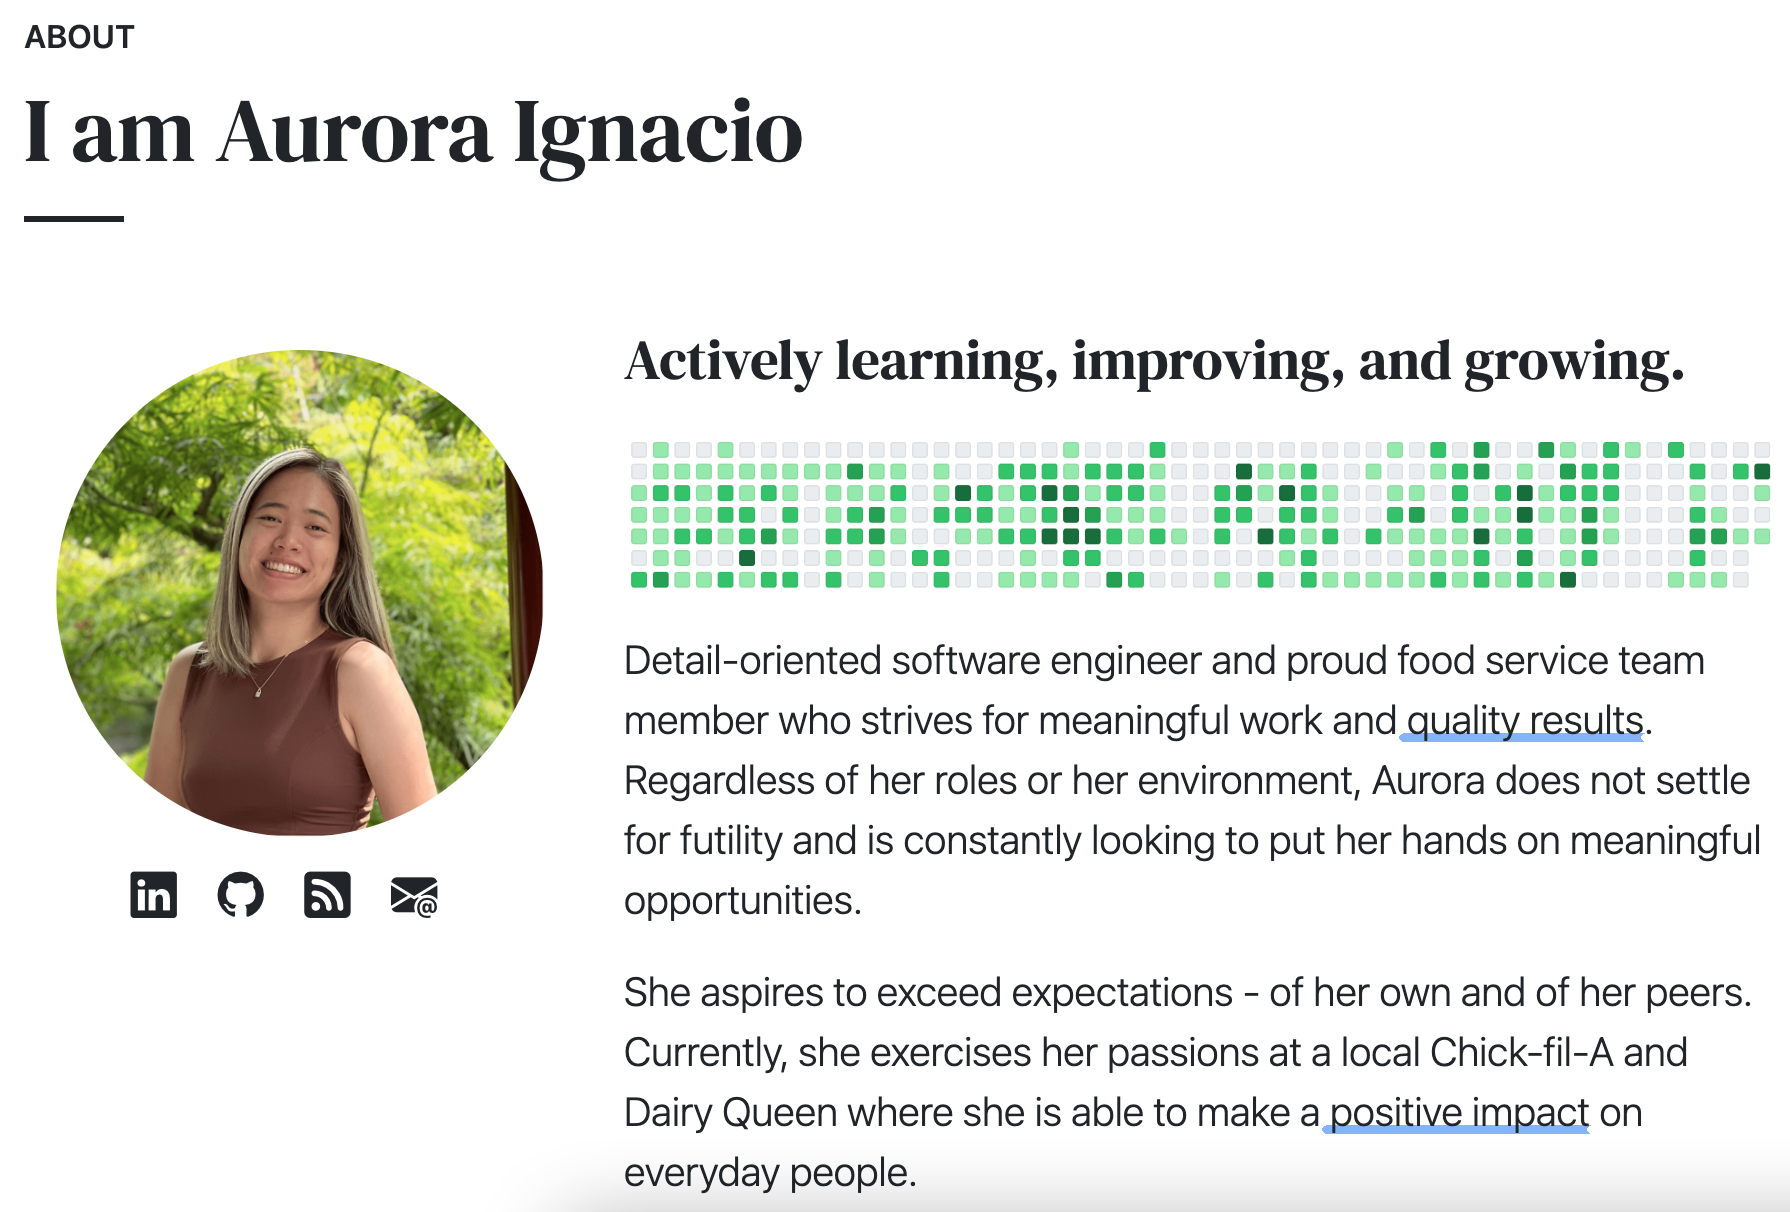 ABOUT
I am Aurora Ignacio
Actively learning, improving, and growing.
Detail-oriented software engineer and proud food service team
member who strives for meaningful work and quality results.
Regardless of her roles or her environment, Aurora does not settle
for futility and is constantly looking to put her hands on meaningful
opportunities.
She aspires to exceed expectations - of her own and of her peers.
Currently, she exercises her passions at a local Chick-fil-A and
Dairy Queen where she is able to make a positive impact on
everyday people.
in
@